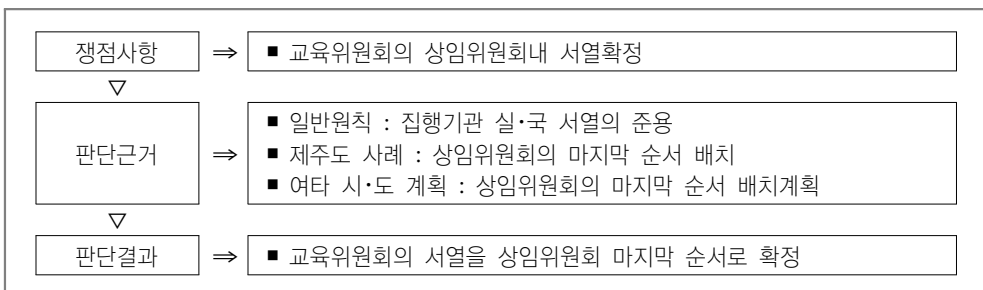 쟁점사항 ⇒ ■ 교육위원회의 상임위원회내 서열확정
▽
■ 일반원칙 : 집행기관 실·국 서열의 준용
판단근거 ⇒ ■ 제주도 사례 : 상임위원회의 마지막 순서 배치
■ 여타 시·도 계획 : 상임위원회의 마지막 순서 배치계획
▽
판단결과 ⇒ ■ 교육위원회의 서열을 상임위원회 마지막 순서로 확정